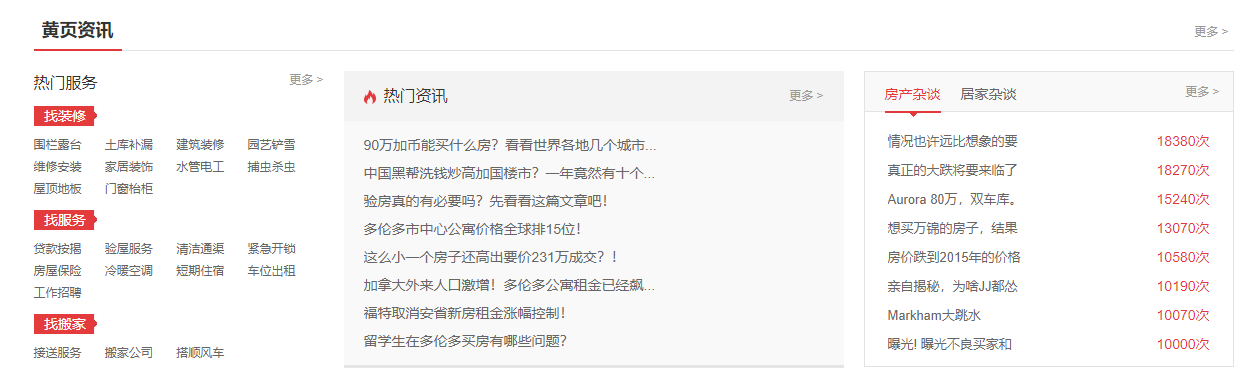 黄页资讯
更多 >
热门服务
更多 >
找装修
围栏露台 土库补漏 建筑装修 园艺铲雪
维修安装 家居装饰 水管电工 捕虫杀虫
屋顶地板 门窗枱柜
找服务
贷款按揭 验屋服务 清洁通渠 紧急开锁
房屋保险 冷暖空调 短期住宿 车位出租
工作招聘
找搬家
接送服务 搬家公司 搭顺风车
热门资讯
更多 >
90万加币能买什么房？看看世界各地几个城市...
中国黑帮洗钱炒高加国楼市？一年竟然有十个...
验房真的有必要吗？先看看这篇文章吧！
多伦多市中心公寓价格全球排15位！
这么小一个房子还高出要价231万成交？！
加拿大外来人口激增！多伦多公寓租金已经飙...
福特取消安省新房租金涨幅控制！
留学生在多伦多买房有哪些问题？
房产杂谈 居家杂谈
更多 >
情况也许远比想象的要 18380次
真正的大跌将要来临了 18270次
Aurora 80万，双车库。 15240次
想买万锦的房子，结果 13070次
房价跌到2015年的价格 10580次
亲自揭秘，为啥JJ都怂 10190次
Markham大跳水 10070次
曝光! 曝光不良买家和 10000次